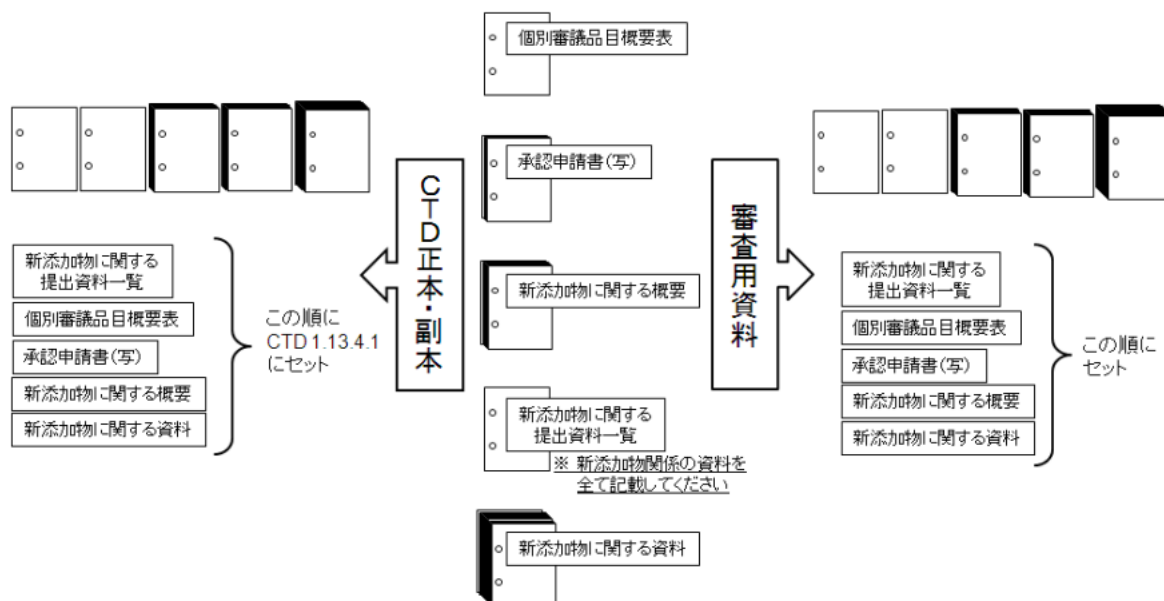 個別審議品目概要表
承認申請書(写)
新添加物に関する概要
新添加物に関する
提出資料一覧
※ 新添加物関係の資料を
全て記載してください
新添加物に関する資料
CTD正本・副本
新添加物に関する
提出資料一覧
個別審議品目概要表
承認申請書(写)
新添加物に関する概要
新添加物に関する資料
この順に
CTD 1.13.4.1
にセット
審査用資料
新添加物に関する
提出資料一覧
個別審議品目概要表
承認申請書(写)
新添加物に関する概要
新添加物に関する資料
この順に
セット